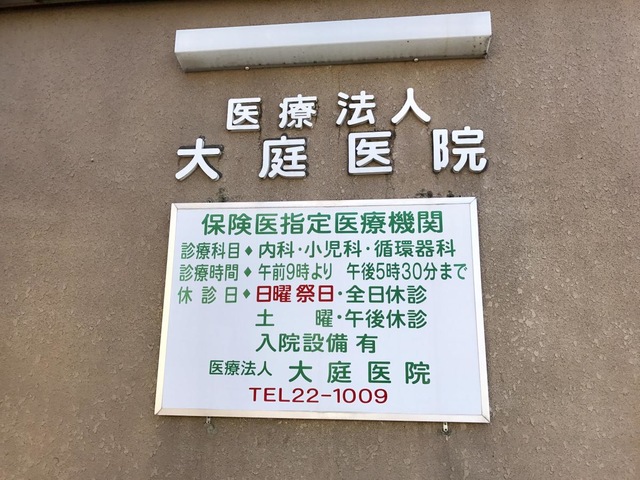 医療法人
大庭医院
保険医指定医療機関
診療科目◆内科・小児科・循環器科
診療時間◆午前9時より 午後5時30分まで
休診日◆日曜祭日・全日休診
土曜・午後休診
入院設備有
医療法人 大庭医院
TEL22-1009